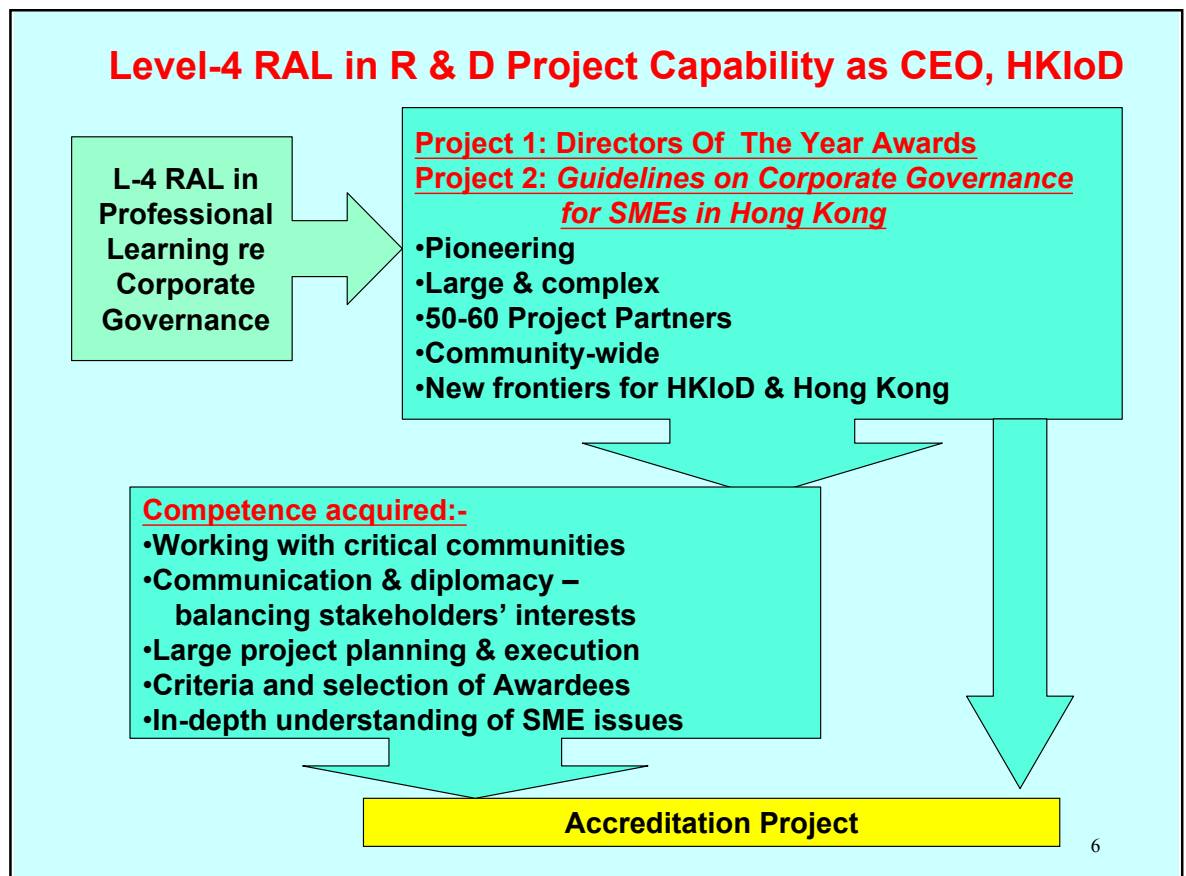 Level-4 RAL in R & D Project Capability as CEO, HKIoD
L-4 RAL in
Professional
Learning re
Corporate
Governance
Project 1: Directors Of The Year Awards
Project 2: Guidelines on Corporate Governance
for SMEs in Hong Kong
•Pioneering
•Large & complex
•50-60 Project Partners
•Community-wide
•New frontiers for HKIoD & Hong Kong
Competence acquired:-
•Working with critical communities
•Communication & diplomacy –
balancing stakeholders’ interests
•Large project planning & execution
•Criteria and selection of Awardees
•In-depth understanding of SME issues
Accreditation Project
6